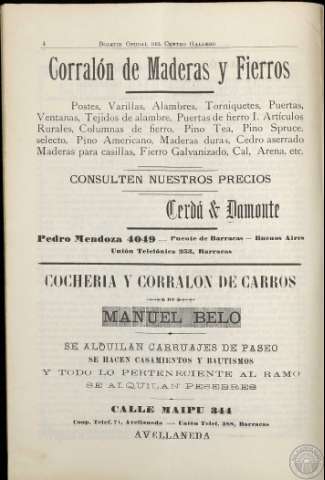 4 Boletin Oficial del Centro Gallego
Corralón de Maderas y Fierros
Postes, Varillas, Alambres, Torniquetes, Puertas,
Ventanas, Tejidos de alambre, Puertas de fierro I. Artículos
Rurales, Columnas de fierro, Pino Tea, Pino Spruce,
selecto, Pino Americano, Maderas duras, Cedro aserrado
Maderas para casillas, Fierro Galvanizado, Cal, Arena, etc.
CONSULTEN NUESTROS PRECIOS
Cerdá & Damonte
Pedro Mendoza 4049 — Puente de Barracas — Buenos Aires
Unión Telefónica 253, Barracas
COCHERIA Y CORRALON DE CARROS
DE
MANUEL BELO
SE ALQUILAN CARRUAJES DE PASEO
SE HACEN CASAMIENTOS Y BAUTISMOS
Y TODO LO PERTENECIENTE AL RAMO
SE ALQUILAN PESEBRES
CALLE MAIPU 344
Coop. Telef. 71, Avellaneda — Unión Telef. 388, Barracas
AVELLANEDA